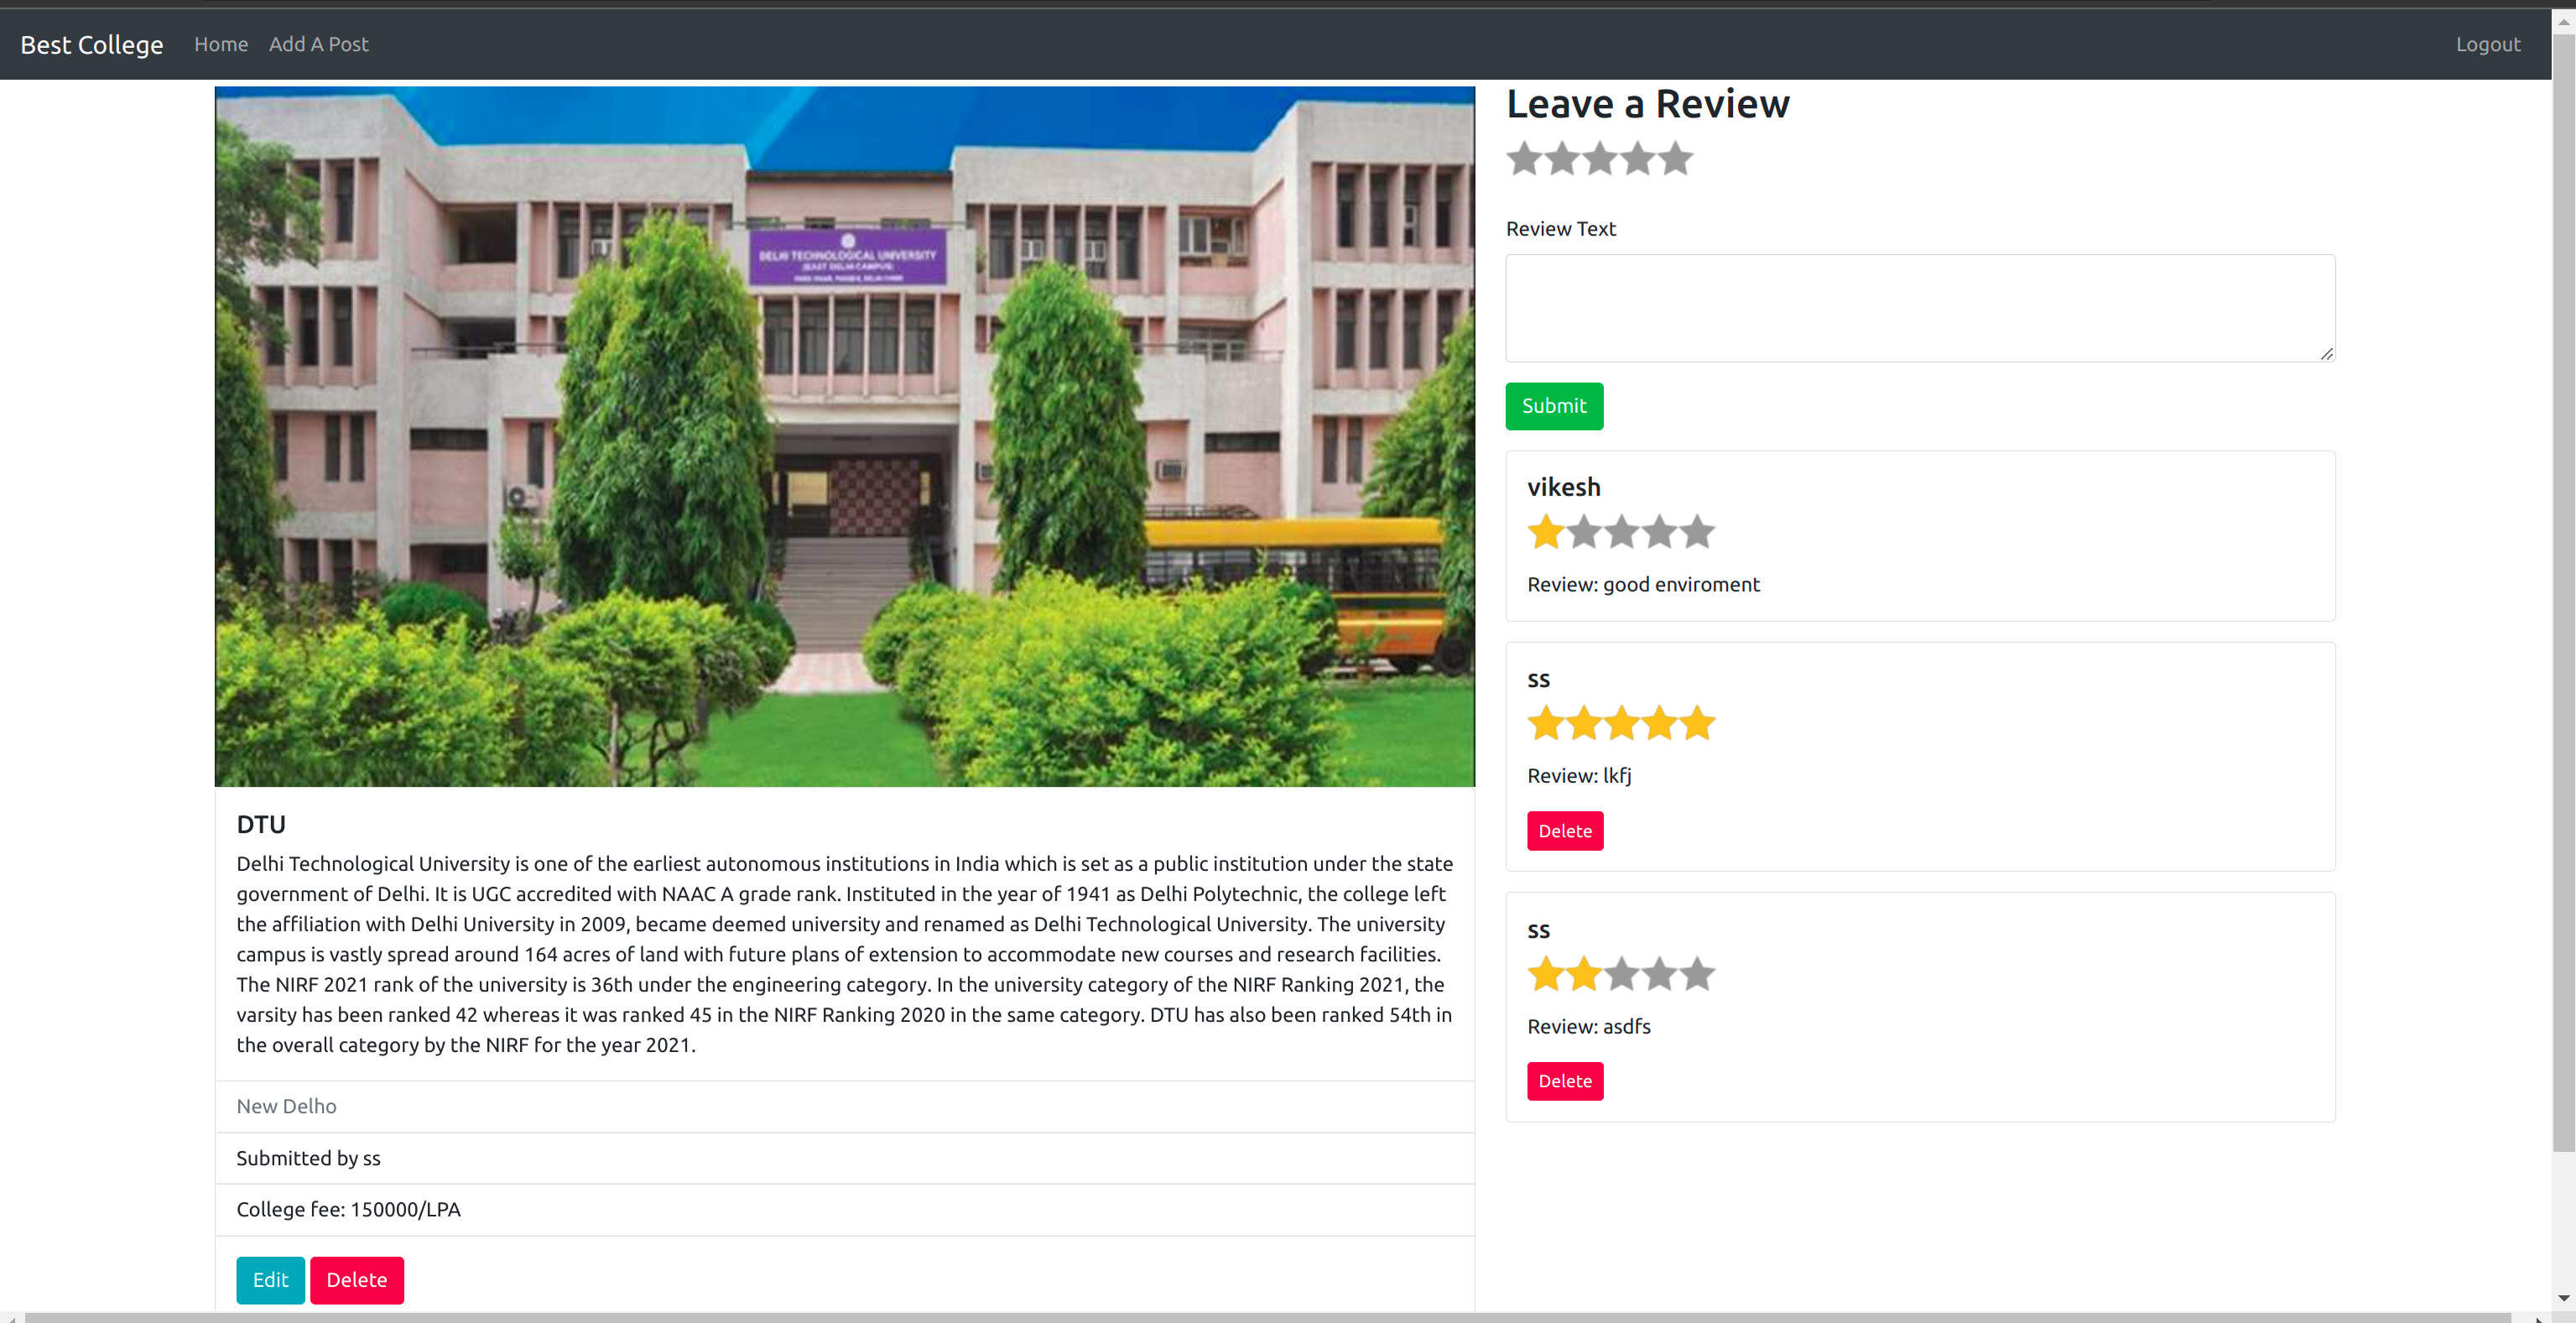 Best College
Home
Add A Post
Logout
DELHI TECHNOLOGICAL UNIVERSITY
(EAST DELHI CAMPUS)
DTU
Delhi Technological University is one of the earliest autonomous institutions in India which is set as a public institution under the state
government of Delhi. It is UGC accredited with NAAC A grade rank. Instituted in the year of 1941 as Delhi Polytechnic, the college left
the affiliation with Delhi University in 2009, became deemed university and renamed as Delhi Technological University. The university
campus is vastly spread around 164 acres of land with future plans of extension to accommodate new courses and research facilities.
The NIRF 2021 rank of the university is 36th under the engineering category. In the university category of the NIRF Ranking 2021, the
varsity has been ranked 42 whereas it was ranked 45 in the NIRF Ranking 2020 in the same category. DTU has also been ranked 54th in
the overall category by the NIRF for the year 2021.
New Delho
Submitted by ss
College fee: 150000/LPA
Edit
Delete
Leave a Review
Review Text
Submit
vikesh
Review: good enviroment
ss
Review: lkfj
Delete
ss
Review: asdfs
Delete